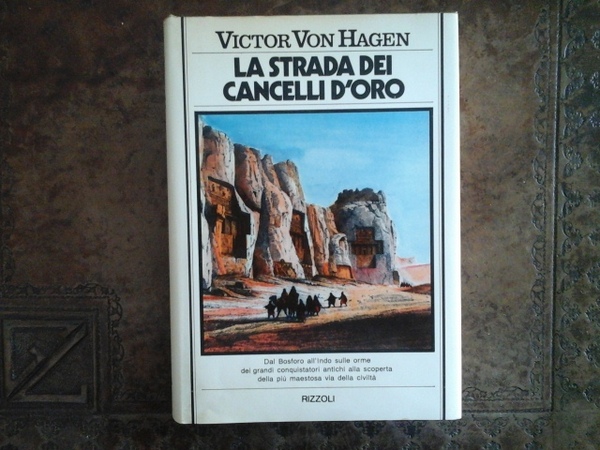 VICTOR VON HAGEN
LA STRADA DEI
CANCELLI D'ORO
Dal Bosforo all'Indo sulle orme
dei grandi conquistatori antichi alla scoperta
della più maestosa via della civiltà
RIZZOLI